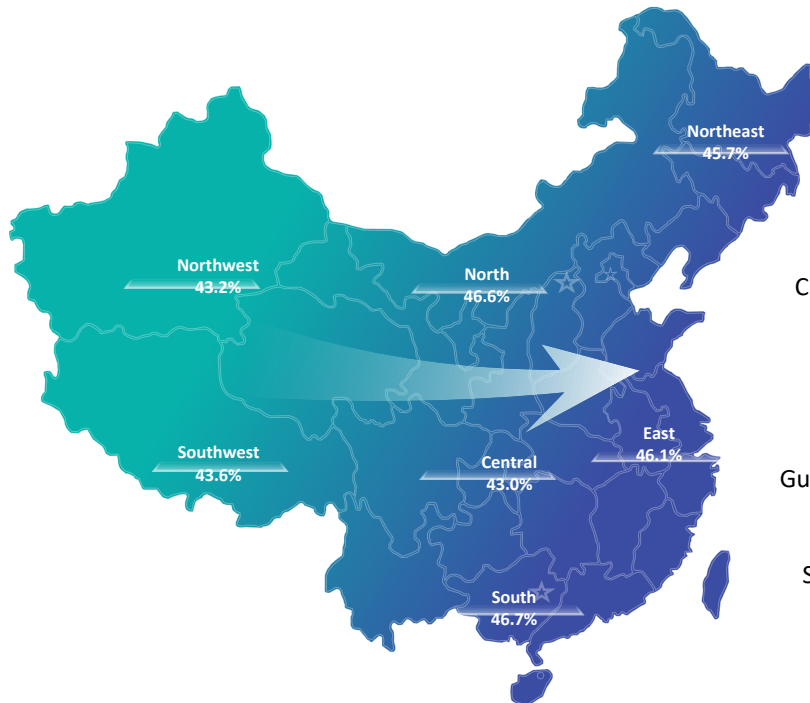 Northeast
45.7%
Northwest
43.2%
North
46.6%
C
East
46.1%
Southwest
43.6%
Central
43.0%
Gu
S
South
46.7%